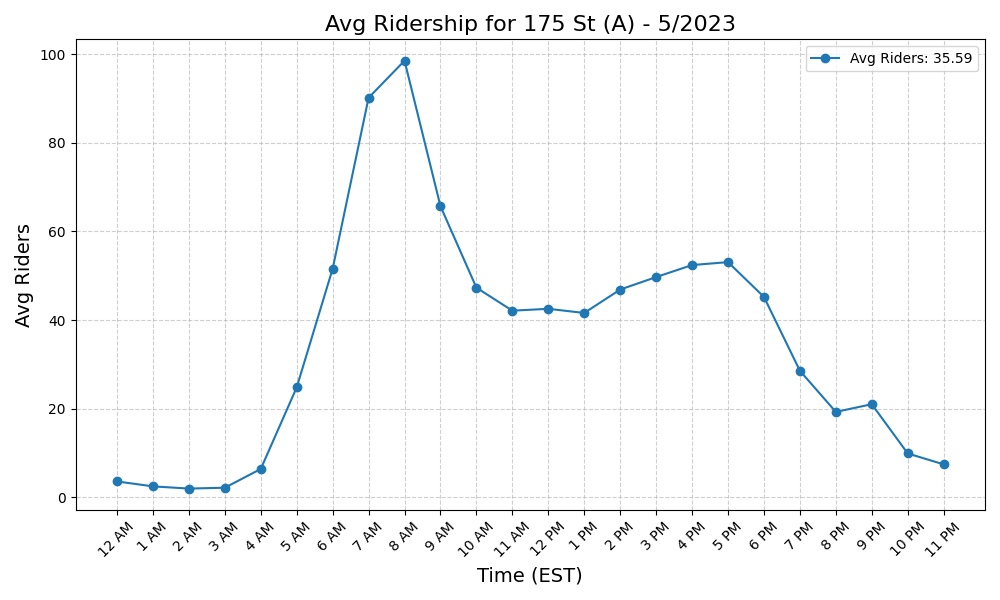 Avg Ridership for 175 St (A) - 5/2023
Avg Riders: 35.59
Avg Riders
100
80
60
40
20
0
12 AM
1 AM
2 AM
3 AM
4 AM
5 AM
6 AM
7 AM
8 AM
9 AM
10 AM
11 AM
12 PM
1 PM
2 PM
3 PM
4 PM
5 PM
6 PM
7 PM
8 PM
9 PM
10 PM
11 PM
Time (EST)